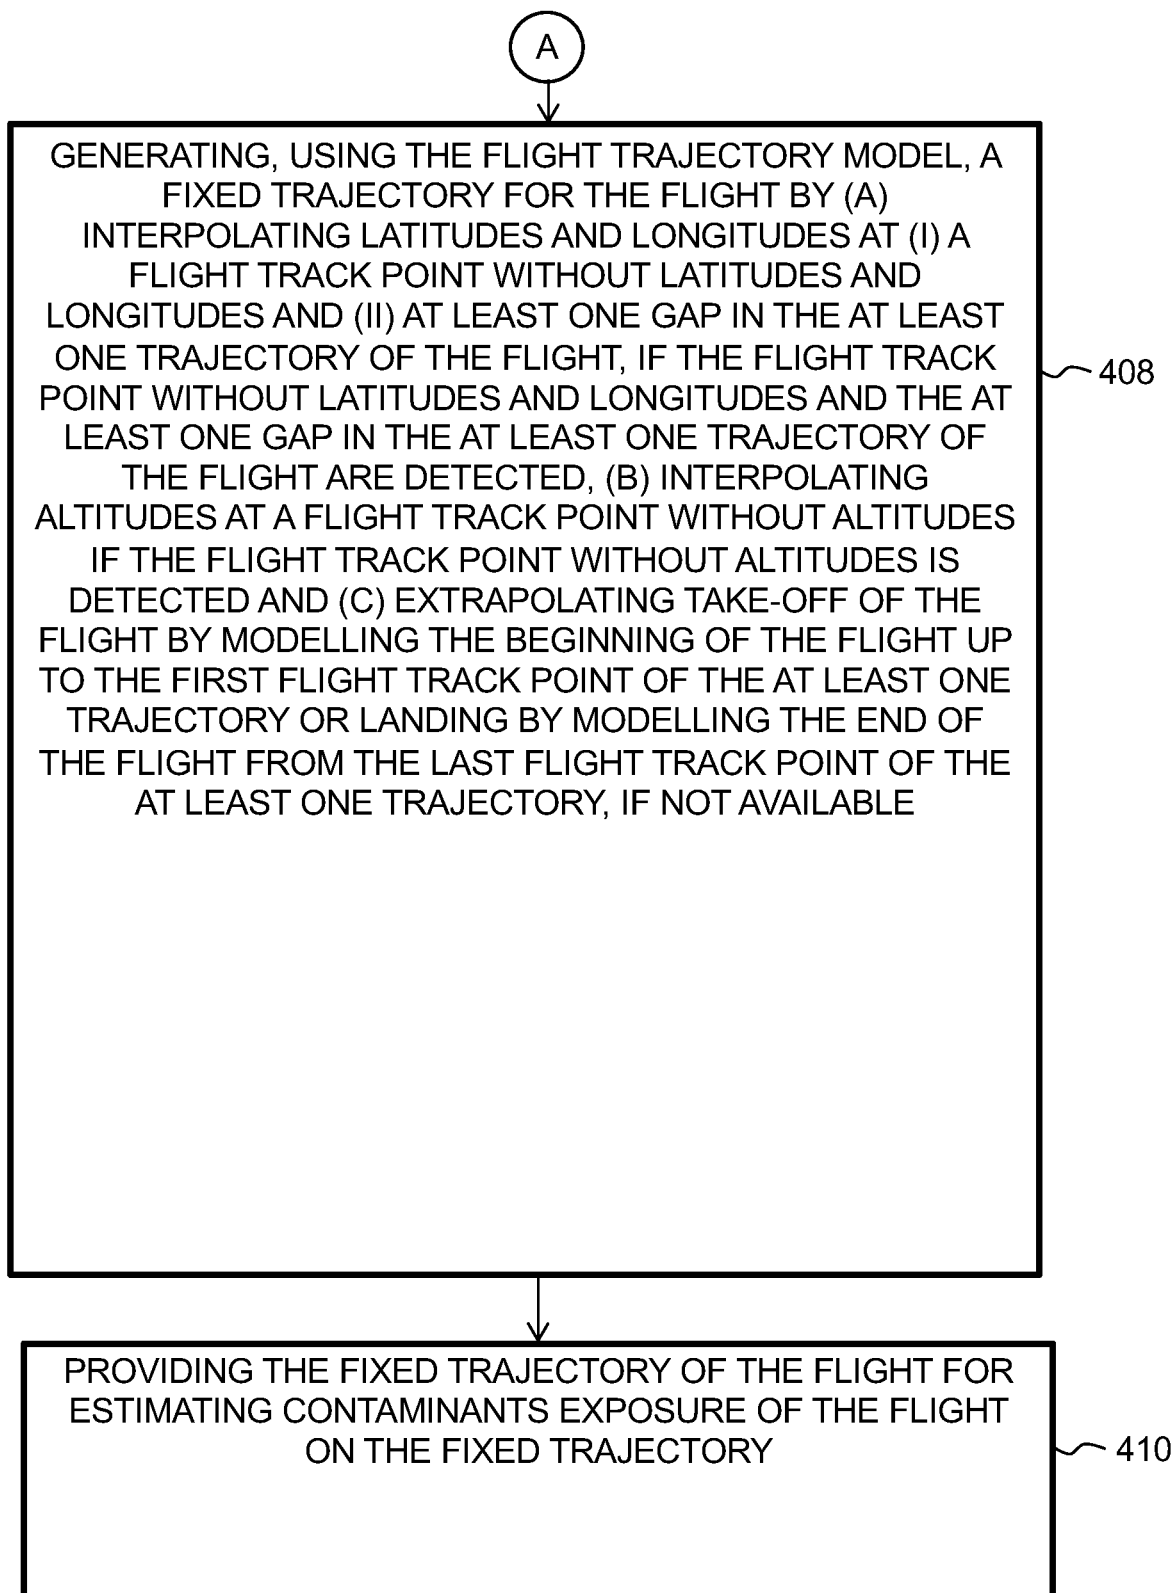 A
GENERATING, USING THE FLIGHT TRAJECTORY MODEL, A
FIXED TRAJECTORY FOR THE FLIGHT BY (A)
INTERPOLATING LATITUDES AND LONGITUDES AT (I) A
FLIGHT TRACK POINT WITHOUT LATITUDES AND
LONGITUDES AND (II) AT LEAST ONE GAP IN THE AT LEAST
ONE TRAJECTORY OF THE FLIGHT, IF THE FLIGHT TRACK
POINT WITHOUT LATITUDES AND LONGITUDES AND THE AT
LEAST ONE GAP IN THE AT LEAST ONE TRAJECTORY OF
THE FLIGHT ARE DETECTED, (B) INTERPOLATING
ALTITUDES AT A FLIGHT TRACK POINT WITHOUT ALTITUDES
IF THE FLIGHT TRACK POINT WITHOUT ALTITUDES IS
DETECTED AND (C) EXTRAPOLATING TAKE-OFF OF THE
FLIGHT BY MODELLING THE BEGINNING OF THE FLIGHT UP
TO THE FIRST FLIGHT TRACK POINT OF THE AT LEAST ONE
TRAJECTORY OR LANDING BY MODELLING THE END OF
THE FLIGHT FROM THE LAST FLIGHT TRACK POINT OF THE
AT LEAST ONE TRAJECTORY, IF NOT AVAILABLE
408
PROVIDING THE FIXED TRAJECTORY OF THE FLIGHT FOR
ESTIMATING CONTAMINANTS EXPOSURE OF THE FLIGHT
ON THE FIXED TRAJECTORY
410